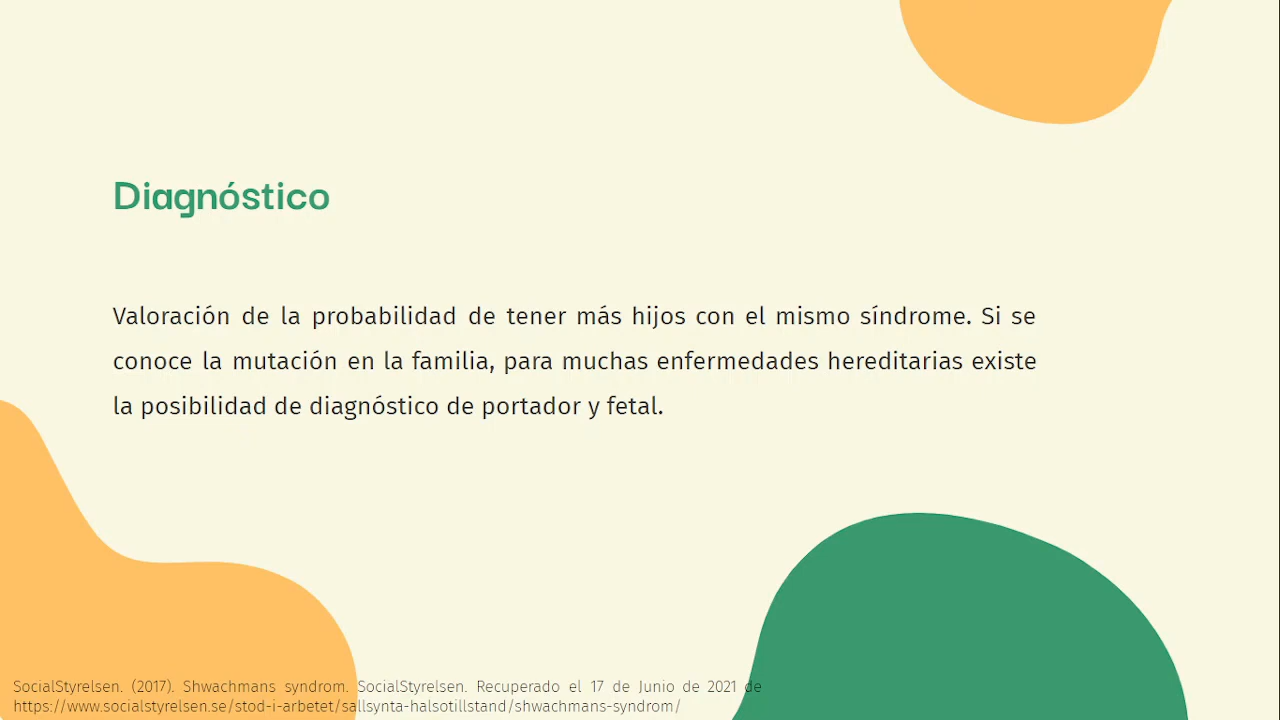 Diagnóstico
Valoración de la probabilidad de tener más hijos con el mismo síndrome. Si se
conoce la mutación en la familia, para muchas enfermedades hereditarias existe
la posibilidad de diagnóstico de portador y fetal.
SocialStyrelsen. (2017). Shwachmans syndrom. SocialStyrelsen. Recuperado el 17 de Junio de 2021 de
https://www.socialstyrelsen.se/stod-i-arbetet/sallsynta-halsotillstand/shwachmans-syndrom/